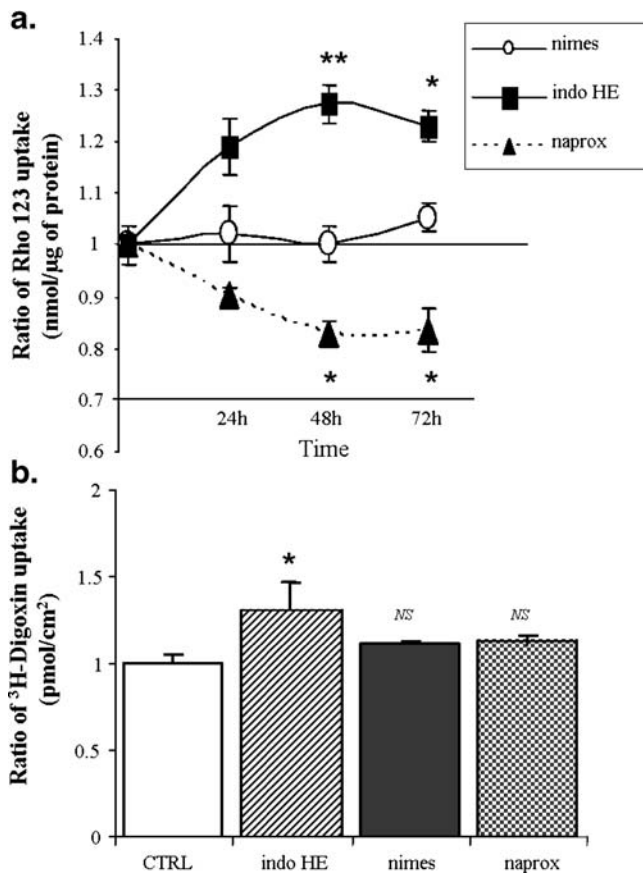 a.
1.4
1.3
1.2
1.1
1
0.9
0.8
0.7
0.6
Ratio of Rho 123 uptake
(nmol/µg of protein)
**
*
*
*
24h 48h 72h
Time
nimes
indo HE
naprox
b.
2
1.5
1
0.5
0
Ratio of ³H-Digoxin uptake
(pmol/cm²)
*
NS NS
CTRL indo HE nimes naprox